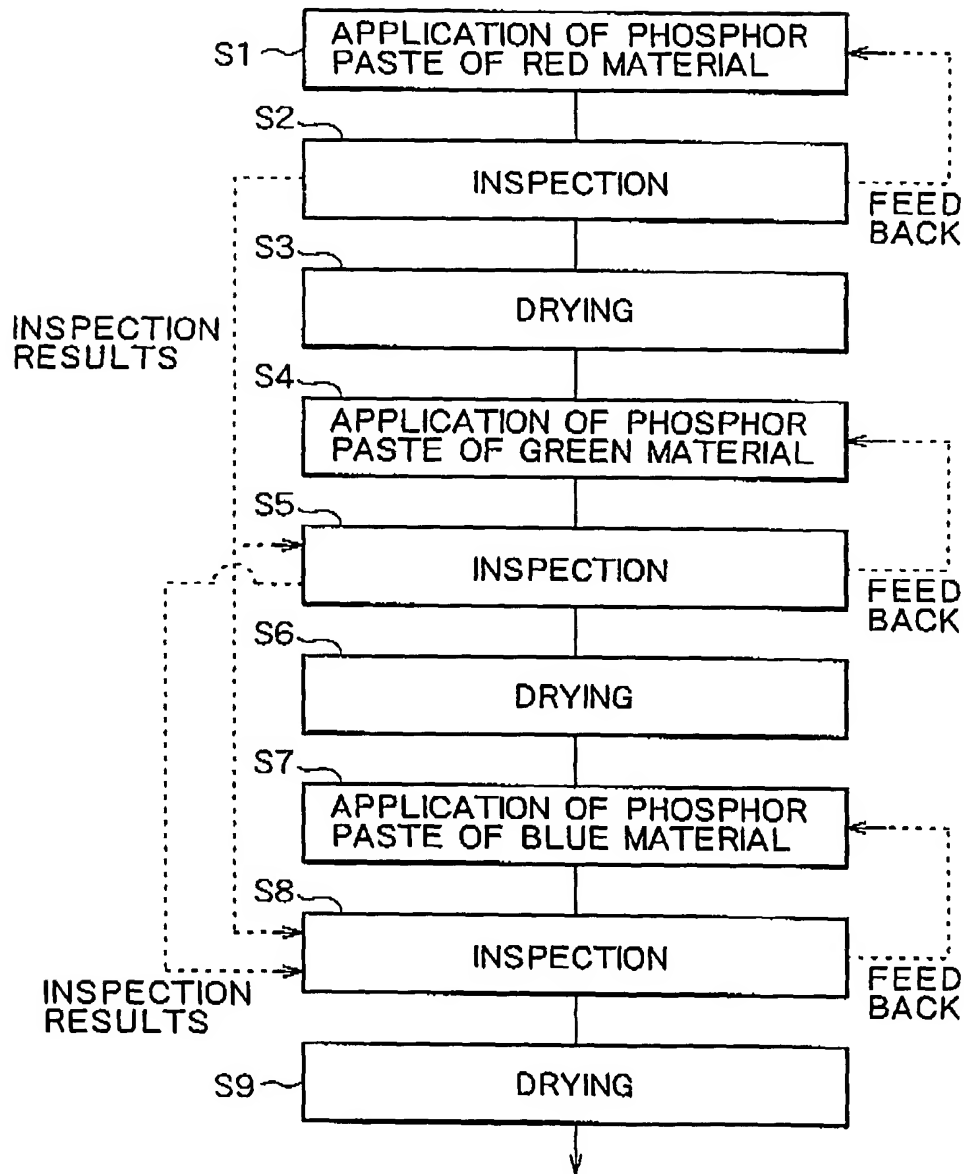 S1
APPLICATION OF PHOSPHOR
PASTE OF RED MATERIAL
S2
INSPECTION
FEED
BACK
S3
DRYING
INSPECTION
RESULTS
S4
APPLICATION OF PHOSPHOR
PASTE OF GREEN MATERIAL
S5
INSPECTION
FEED
BACK
S6
DRYING
S7
APPLICATION OF PHOSPHOR
PASTE OF BLUE MATERIAL
S8
INSPECTION
FEED
BACK
INSPECTION
RESULTS
S9
DRYING